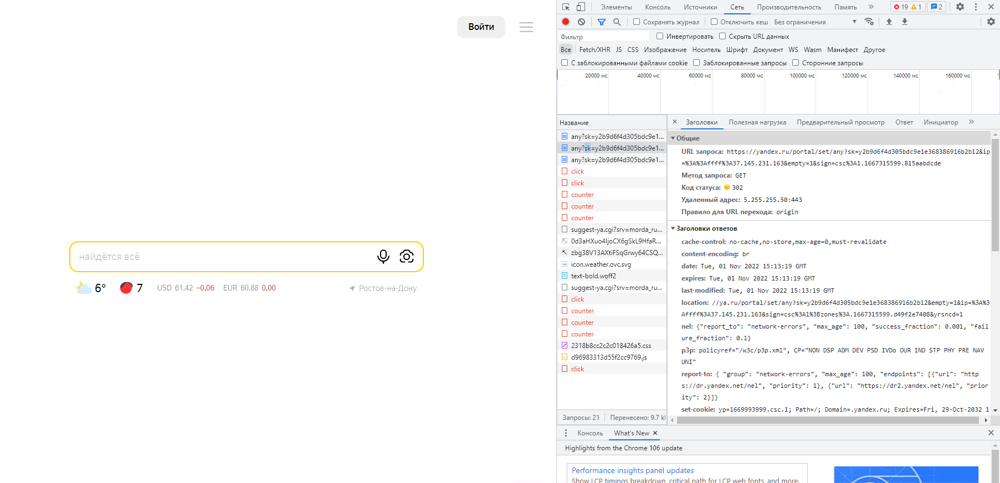 Войти
найдётся всё
6° 7 USD 61,42 −0,06 EUR 60,88 0,00 Ростов-на-Дону
Элементы Консоль Источники Сеть Производительность Память 19 1 2
Сохранять журнал Отключить кеш Без ограничения
Фильтр Инвертировать Скрыть URL данных
Все Fetch/XHR JS CSS Изображение Носитель Шрифт Документ WS Wasm Манифест Другое
С заблокированными файлами cookie Заблокированные запросы Сторонние запросы
20000 мс 40000 мс 60000 мс 80000 мс 100000 мс 120000 мс 140000 мс 160000 мс
Название
any?sk=y2b9d6f4d305bdc9e1...
any?sk=y2b9d6f4d305bdc9e1...
any?sk=y2b9d6f4d305bdc9e1...
click
click
counter
counter
counter
suggest-ya.cgi?srv=morda_ru...
0d3aHXuo4IjoCX6gSkL9HfaR...
zbg38V13AXtiFSqGrwy64CSQ...
icon.weather.ovc.svg
text-bold.woff2
suggest-ya.cgi?srv=morda_ru...
click
counter
counter
counter
2318b8cc2c2c018426a5.css
d96983313d55f2cc9769.js
click
Запросы: 21 Перенесено: 9.7 k
Заголовки Полезная нагрузка Предварительный просмотр Ответ Инициатор
Общие
URL запроса: https://yandex.ru/portal/set/any?sk=y2b9d6f4d305bdc9e1e368386916b2b12&ip
=%3A%3Affff%3A37.145.231.163&empty=1&sign=csc%3A1.1667315599.815aabdcde
Метод запроса: GET
Код статуса: 302
Удаленный адрес: 5.255.255.50:443
Правило для URL перехода: origin
Заголовки ответов
cache-control: no-cache,no-store,max-age=0,must-revalidate
content-encoding: br
date: Tue, 01 Nov 2022 15:13:19 GMT
expires: Tue, 01 Nov 2022 15:13:19 GMT
last-modified: Tue, 01 Nov 2022 15:13:19 GMT
location: //ya.ru/portal/set/any?sk=y2b9d6f4d305bdc9e1e368386916b2b12&empty=1&ip=%3A%3
Affff%3A37.145.231.163&sign=csc%3A1%3Bzones%3A.1667315599.d49f2e7408&yrsncd=1
nel: {"report_to": "network-errors", "max_age": 100, "success_fraction": 0.001, "fail
ure_fraction": 0.1}
p3p: policyref="/w3c/p3p.xml", CP="NON DSP ADM DEV PSD IVDo OUR IND STP PHY PRE NAV
UNI"
report-to: { "group": "network-errors", "max_age": 100, "endpoints": [{"url": "http
s://dr.yandex.net/nel", "priority": 1}, {"url": "https://dr2.yandex.net/nel", "prior
ity": 2}]}
set-cookie: yp=1669993999.csc.1; Path=/; Domain=.yandex.ru; Expires=Fri, 29-Oct-2032 1
Консоль What's New
Highlights from the Chrome 106 update
Performance insights panel updates
Show LCP timings breakdown, critical path for LCP web fonts, and more.